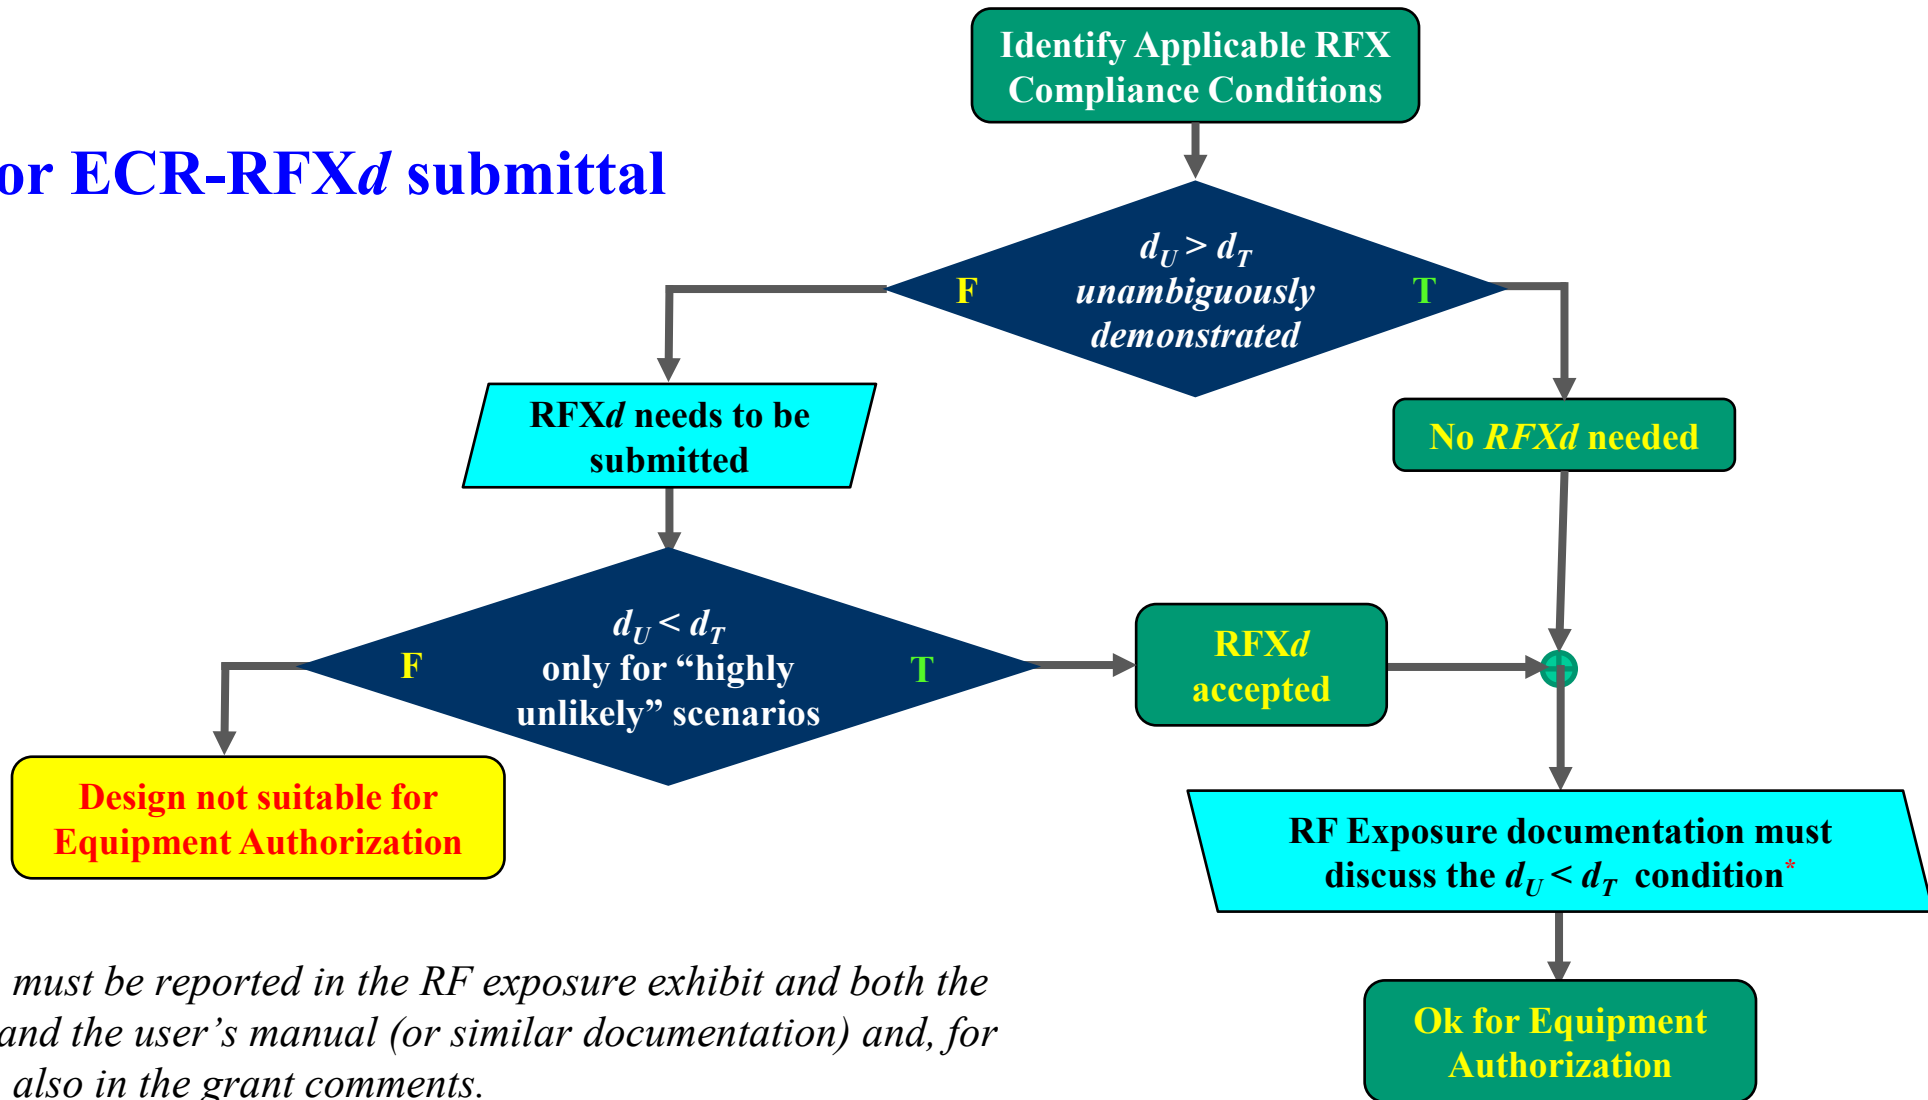 Identify Applicable RFX
Compliance Conditions
or ECR-RFXd submittal
d_U > d_T
unambiguously
demonstrated
F
T
RFXd needs to be
submitted
No RFXd needed
d_U < d_T
only for “highly
unlikely” scenarios
F
T
RFXd
accepted
Design not suitable for
Equipment Authorization
RF Exposure documentation must
discuss the d_U < d_T condition*
must be reported in the RF exposure exhibit and both the
and the user’s manual (or similar documentation) and, for
also in the grant comments.
Ok for Equipment
Authorization